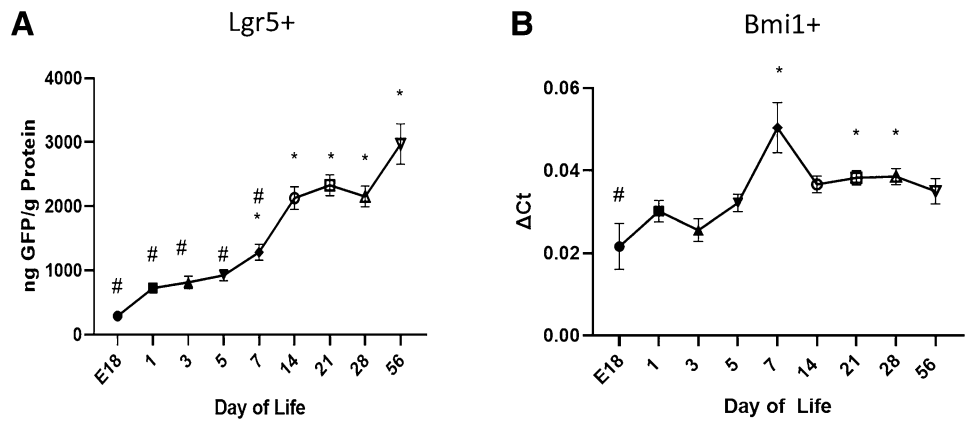 A
Lgr5+
4000
3000
2000
1000
0
ng GFP/g Protein
#
#
#
#
#
*
*
*
*
*
E18 1 3 5 7 14 21 28 56
Day of Life
B
Bmi1+
0.06
0.04
0.02
0.00
ΔCt
#
*
*
*
E18 1 3 5 7 14 21 28 56
Day of Life